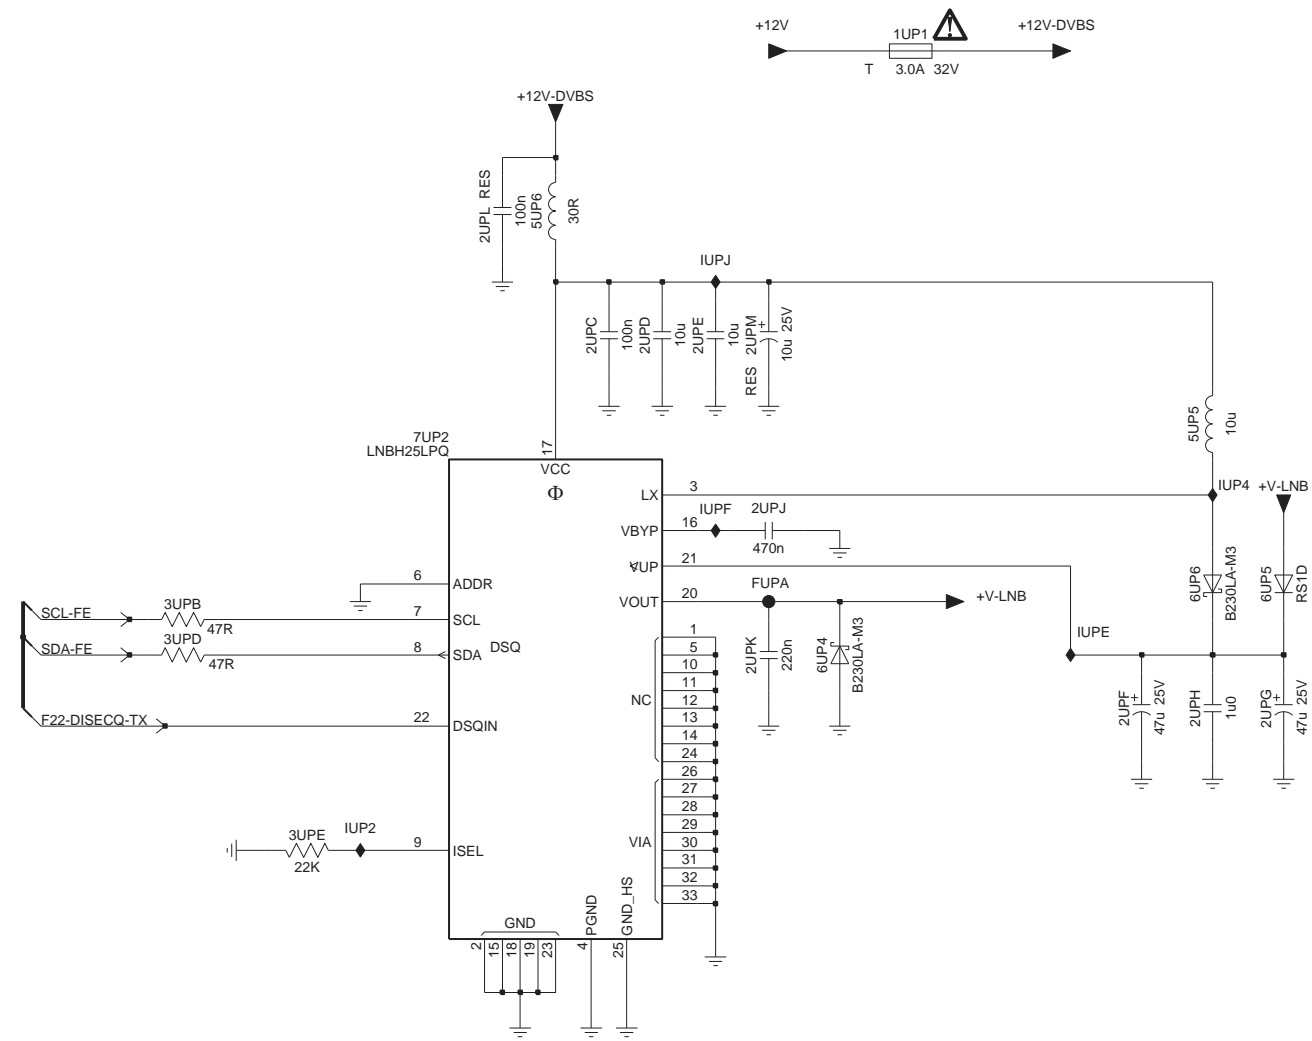 +12V
1UP1
+12V-DVBS
T 3.0A 32V
+12V-DVBS
2UPL RES
100n
5UP6
30R
IUPJ
2UPC
100n
2UPD
10u
2UPE
10u
RES 2UPM
+
10u 25V
5UP5
10u
7UP2
LNBH25LPQ
17
VCC
Φ
LX
3
IUP4
+V-LNB
VBYP
16
IUPF
2UPJ
470n
VUP
21
6UP6
B230LA-M3
6UP5
RS1D
6
ADDR
VOUT
20
FUPA
+V-LNB
SCL-FE
3UPB
47R
7
SCL
SDA-FE
3UPD
47R
8
SDA
DSQ
2UPK
220n
6UP4
B230LA-M3
IUPE
2UPF
+
47u 25V
2UPH
1u0
2UPG
+
47u 25V
F22-DISECQ-TX
22
DSQIN
NC
1
5
10
11
12
13
14
24
VIA
26
27
28
29
30
31
32
33
3UPE
22K
IUP2
9
ISEL
GND
PGND
GND_HS
2
15
18
19
23
4
25